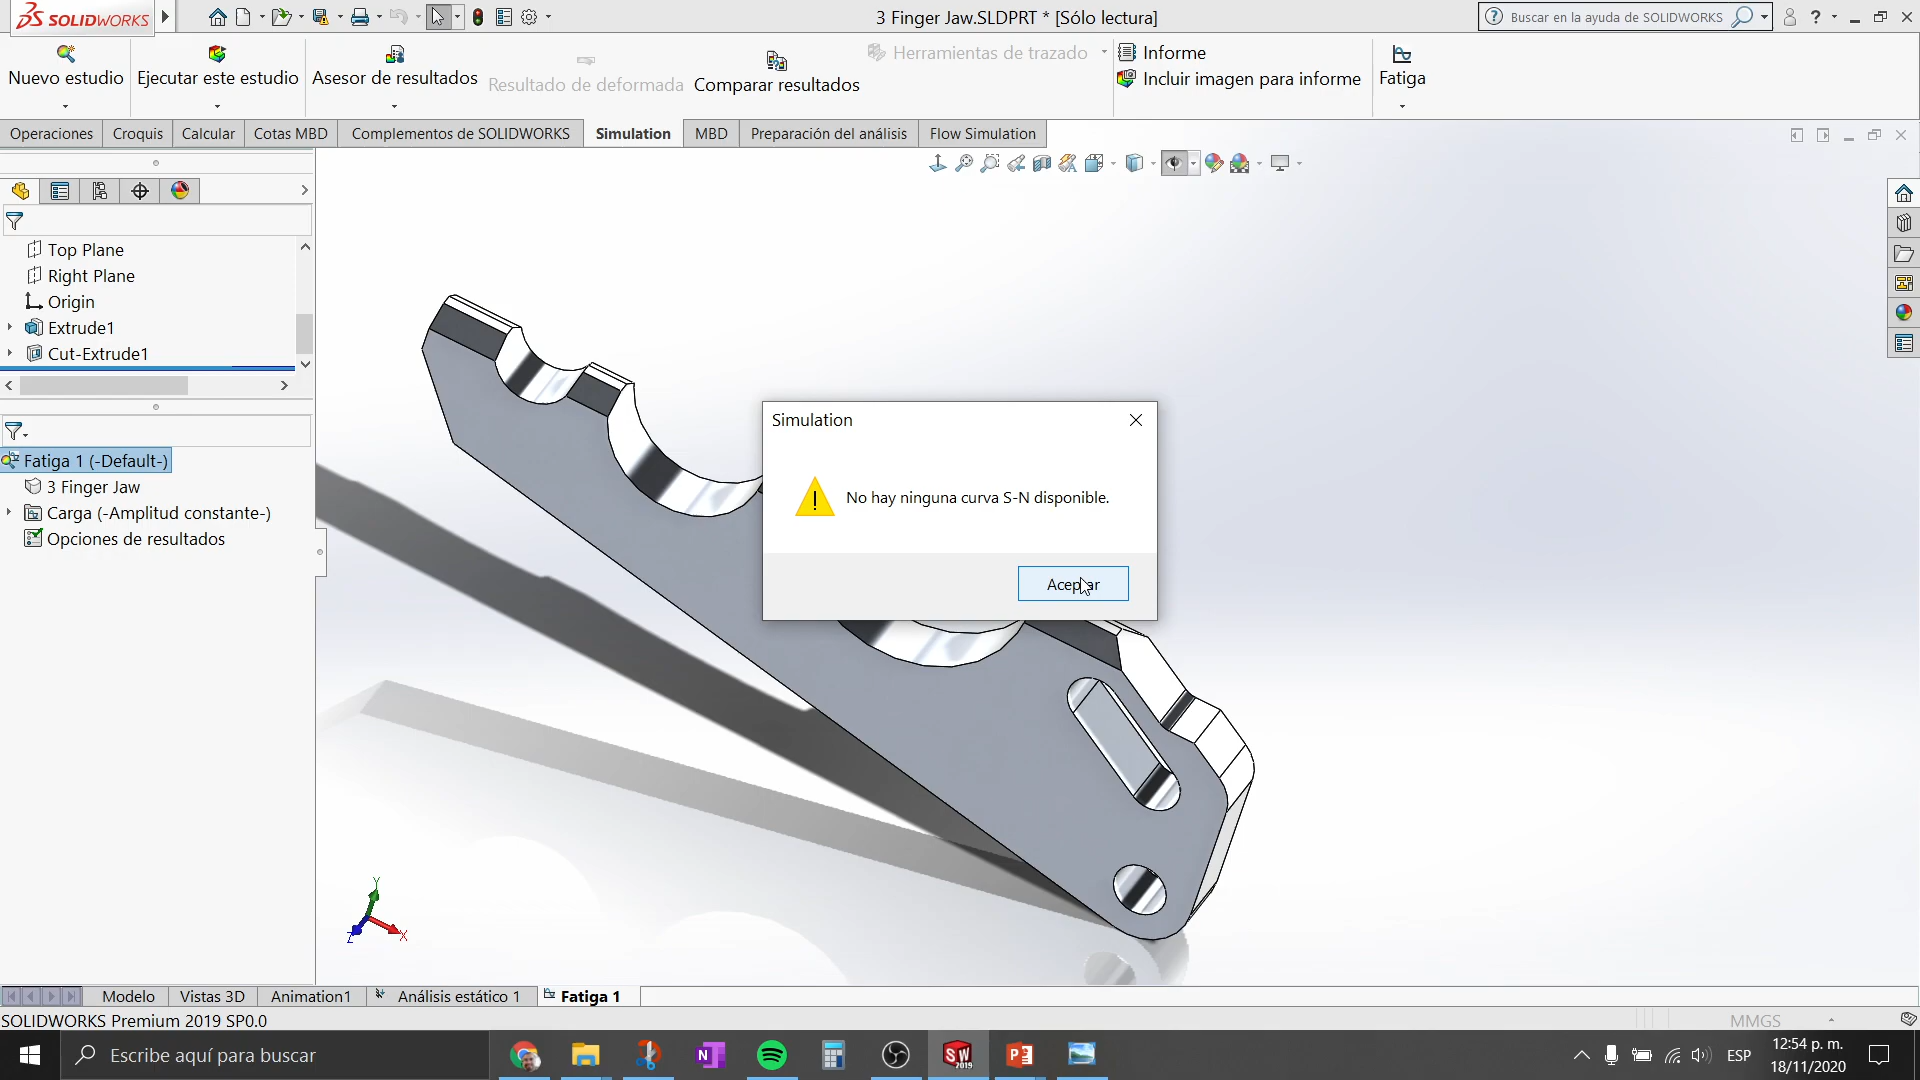 SOLIDWORKS
3 Finger Jaw.SLDPRT * [Sólo lectura]
Buscar en la ayuda de SOLIDWORKS
Nuevo estudio
Ejecutar este estudio
Asesor de resultados
Resultado de deformada
Comparar resultados
Herramientas de trazado
Informe
Incluir imagen para informe
Fatiga
Operaciones
Croquis
Calcular
Cotas MBD
Complementos de SOLIDWORKS
Simulation
MBD
Preparación del análisis
Flow Simulation
Top Plane
Right Plane
Origin
Extrude1
Cut-Extrude1
Fatiga 1 (-Default-)
3 Finger Jaw
Carga (-Amplitud constante-)
Opciones de resultados
Simulation
No hay ninguna curva S-N disponible.
Aceptar
Y
X
Z
Modelo
Vistas 3D
Animation1
Análisis estático 1
Fatiga 1
SOLIDWORKS Premium 2019 SP0.0
MMGS
Escribe aquí para buscar
ESP
12:54 p. m.
18/11/2020